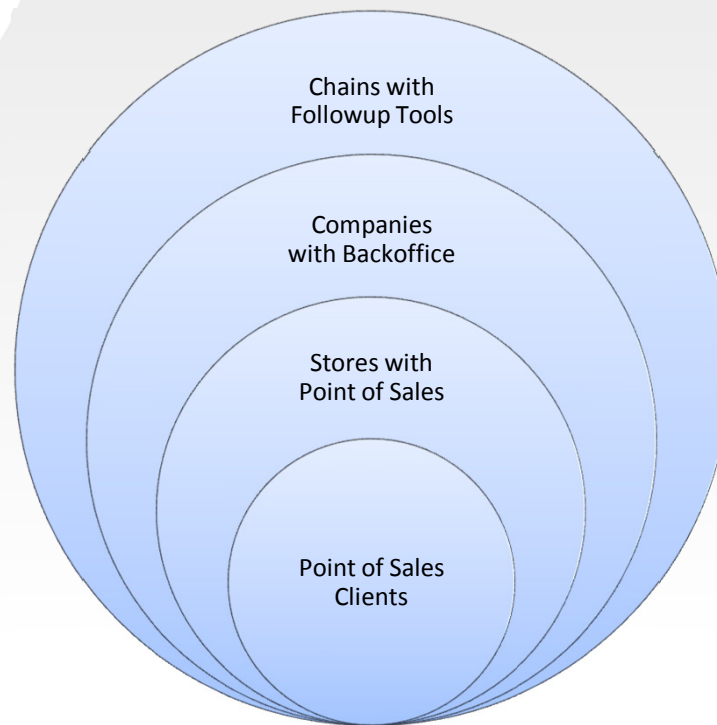 Chains with
Followup Tools
Companies
with Backoffice
Stores with
Point of Sales
Point of Sales
Clients